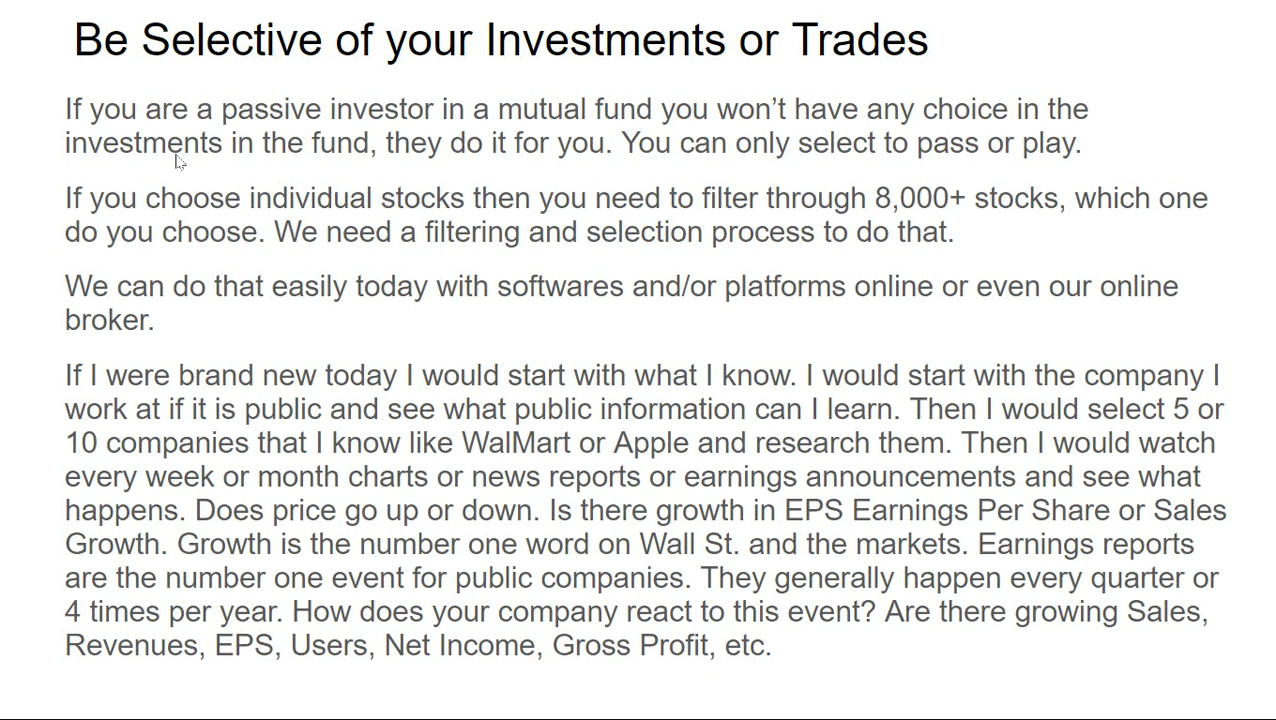 Be Selective of your Investments or Trades
If you are a passive investor in a mutual fund you won’t have any choice in the
investments in the fund, they do it for you. You can only select to pass or play.
If you choose individual stocks then you need to filter through 8,000+ stocks, which one
do you choose. We need a filtering and selection process to do that.
We can do that easily today with softwares and/or platforms online or even our online
broker.
If I were brand new today I would start with what I know. I would start with the company I
work at if it is public and see what public information can I learn. Then I would select 5 or
10 companies that I know like WalMart or Apple and research them. Then I would watch
every week or month charts or news reports or earnings announcements and see what
happens. Does price go up or down. Is there growth in EPS Earnings Per Share or Sales
Growth. Growth is the number one word on Wall St. and the markets. Earnings reports
are the number one event for public companies. They generally happen every quarter or
4 times per year. How does your company react to this event? Are there growing Sales,
Revenues, EPS, Users, Net Income, Gross Profit, etc.